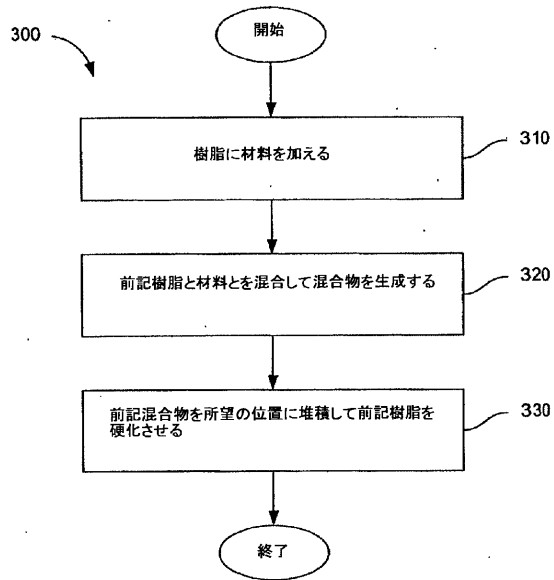 300
開始
樹脂に材料を加える
310
前記樹脂と材料とを混合して混合物を生成する
320
前記混合物を所望の位置に堆積して前記樹脂を
硬化させる
330
終了